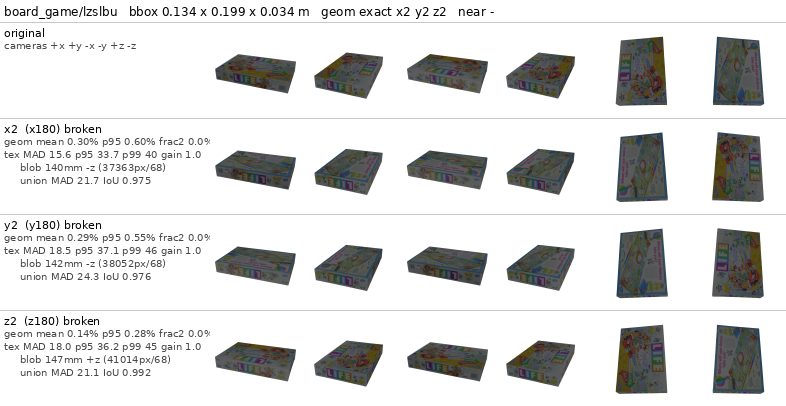 board_game/lzslbu bbox 0.134 x 0.199 x 0.034 m geom exact x2 y2 z2 near -
original
cameras +x +y -x -y +z -z
x2 (x180) broken
geom mean 0.30% p95 0.60% frac2 0.0%
tex MAD 15.6 p95 33.7 p99 40 gain 1.0
blob 140mm -z (37363px/68)
union MAD 21.7 IoU 0.975
y2 (y180) broken
geom mean 0.29% p95 0.55% frac2 0.0%
tex MAD 18.5 p95 37.1 p99 46 gain 1.0
blob 142mm -z (38052px/68)
union MAD 24.3 IoU 0.976
z2 (z180) broken
geom mean 0.14% p95 0.28% frac2 0.0%
tex MAD 18.0 p95 36.2 p99 45 gain 1.0
blob 147mm +z (41014px/68)
union MAD 21.1 IoU 0.992